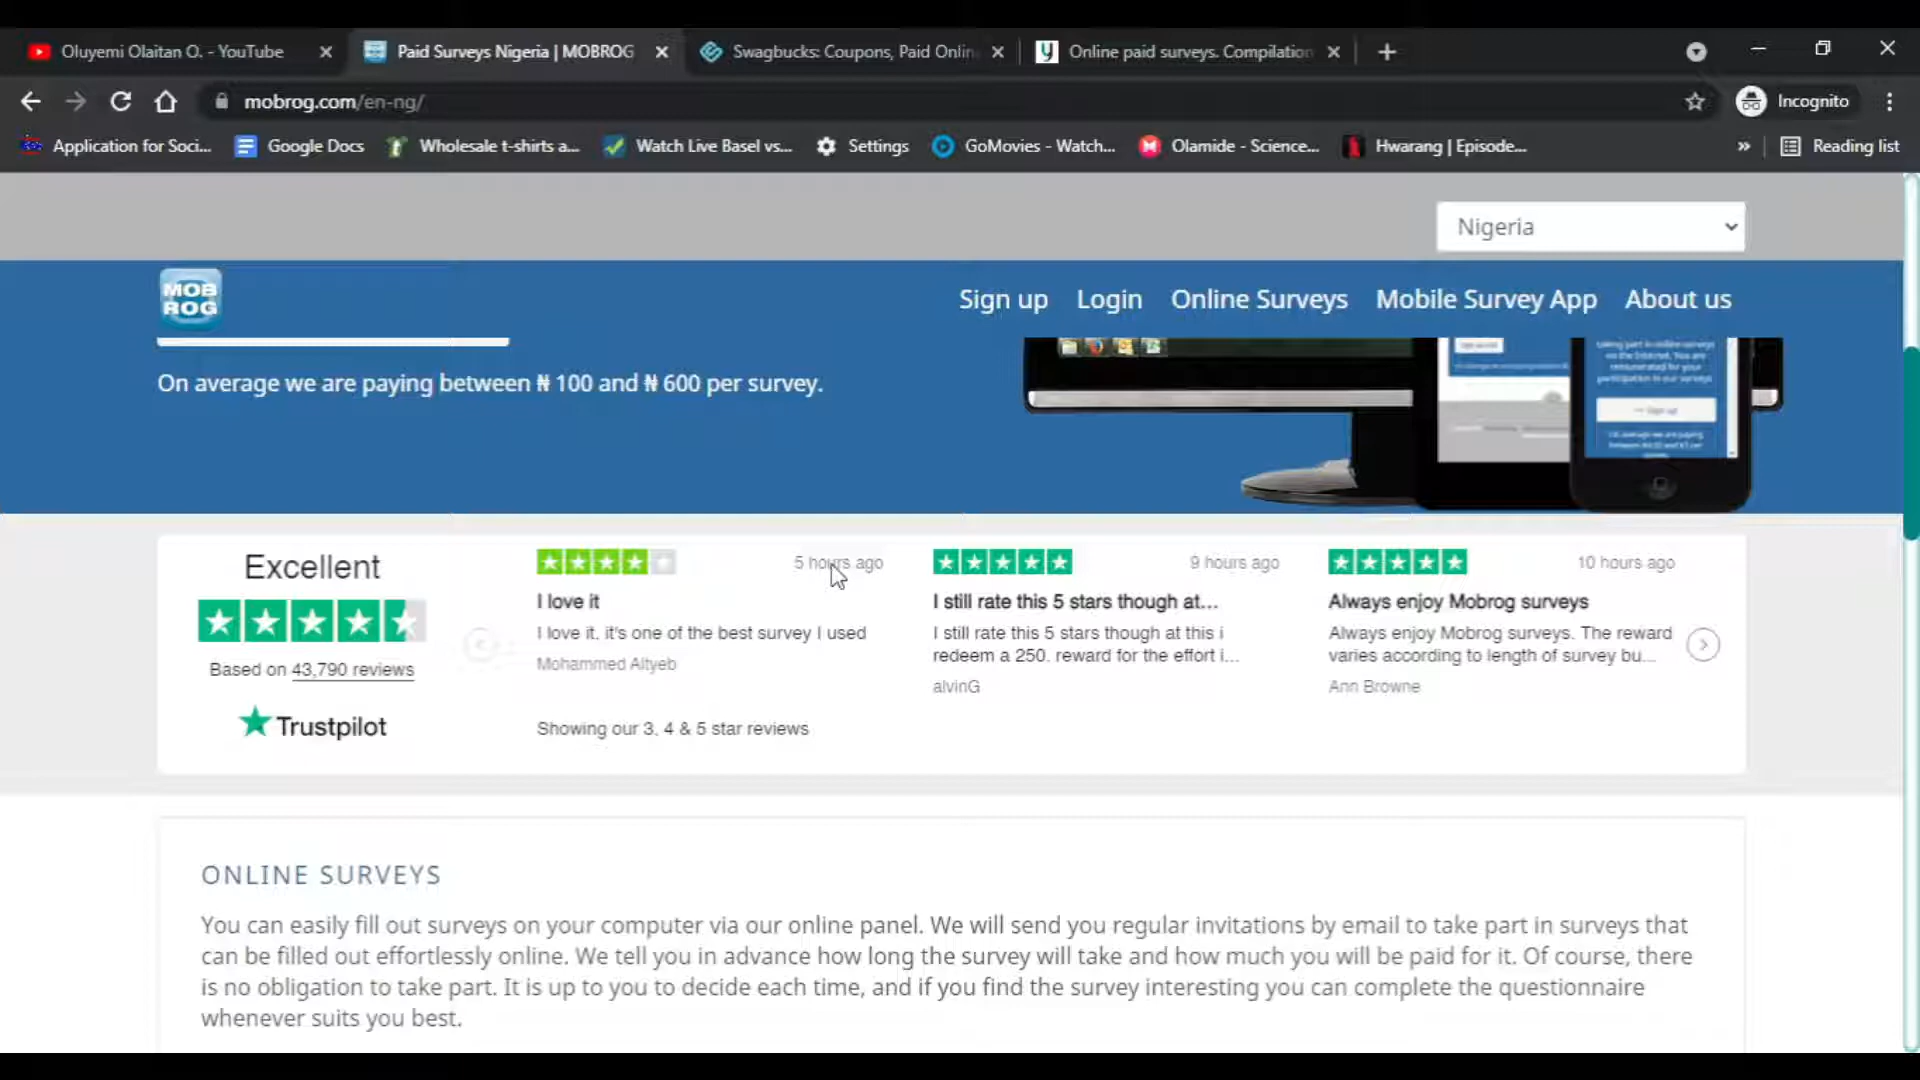 Oluyemi Olaitan O. - YouTube
Paid Surveys Nigeria | MOBROG
Swagbucks: Coupons, Paid Onlin
Online paid surveys. Compilation
mobrog.com/en-ng/
Incognito
Application for Soci...
Google Docs
Wholesale t-shirts a...
Watch Live Basel vs...
Settings
GoMovies - Watch...
Olamide - Science...
Hwarang | Episode...
»
Reading list
Nigeria
MOB
ROG
Sign up
Login
Online Surveys
Mobile Survey App
About us
On average we are paying between ₦ 100 and ₦ 600 per survey.
Excellent
Based on 43,790 reviews
Trustpilot
5 hours ago
I love it
I love it. it's one of the best survey I used
Mohammed Altyeb
9 hours ago
I still rate this 5 stars though at...
I still rate this 5 stars though at this i
redeem a 250. reward for the effort i...
alvinG
10 hours ago
Always enjoy Mobrog surveys
Always enjoy Mobrog surveys. The reward
varies according to length of survey bu...
Ann Browne
Showing our 3, 4 & 5 star reviews
ONLINE SURVEYS
You can easily fill out surveys on your computer via our online panel. We will send you regular invitations by email to take part in surveys that
can be filled out effortlessly online. We tell you in advance how long the survey will take and how much you will be paid for it. Of course, there
is no obligation to take part. It is up to you to decide each time, and if you find the survey interesting you can complete the questionnaire
whenever suits you best.